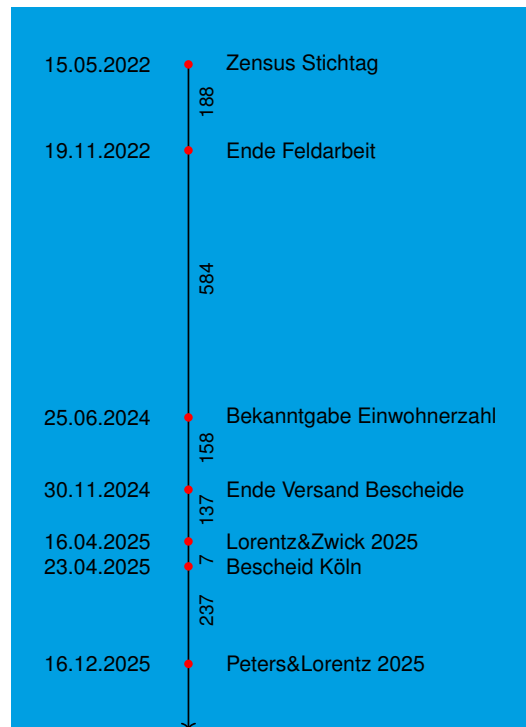 15.05.2022 Zensus Stichtag
188
19.11.2022 Ende Feldarbeit
584
25.06.2024 Bekanntgabe Einwohnerzahl
158
30.11.2024 Ende Versand Bescheide
137
16.04.2025 Lorentz&Zwick 2025
7
23.04.2025 Bescheid Köln
237
16.12.2025 Peters&Lorentz 2025